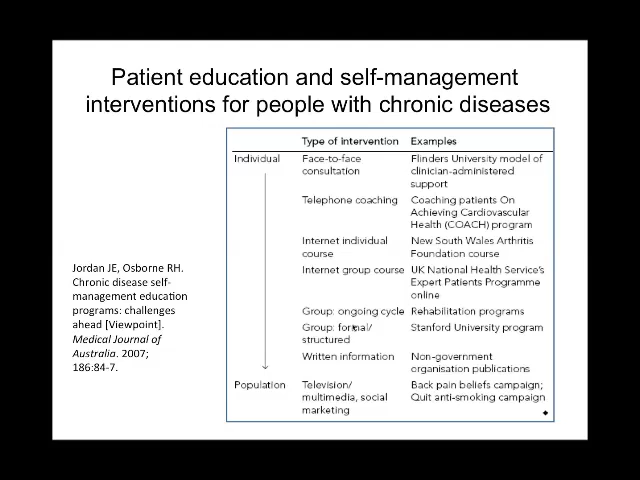 Patient education and self-management
interventions for people with chronic diseases
Type of intervention Examples
Individual Face-to-face Flinders University model of
consultation clinician-administered
support
Telephone coaching Coaching patients On
Achieving Cardiovascular
Health (COACH) program
Internet individual New South Wales Arthritis
course Foundation course
Internet group course UK National Health Service's
Expert Patients Programme
online
Group: ongoing cycle Rehabilitation programs
Group: formal/ Stanford University program
structured
Written information Non-government
organisation publications
Population Television/ Back pain beliefs campaign;
multimedia, social Quit anti-smoking campaign
marketing
Jordan JE, Osborne RH.
Chronic disease self-
management education
programs: challenges
ahead [Viewpoint].
Medical Journal of
Australia. 2007;
186:84-7.